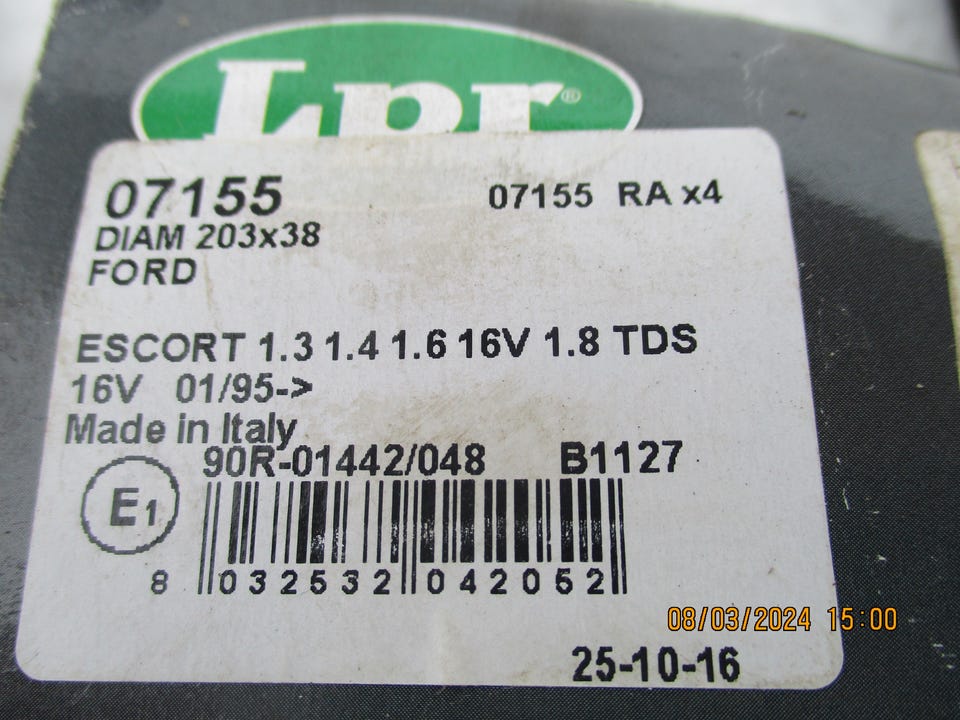 Lpr®
07155 07155 RA x4
DIAM 203x38
FORD
ESCORT 1.3 1.4 1.6 16V 1.8 TDS
16V 01/95->
Made in Italy
90R-01442/048 B1127
E1
8 032532 042052
08/03/2024 15:00
25-10-16